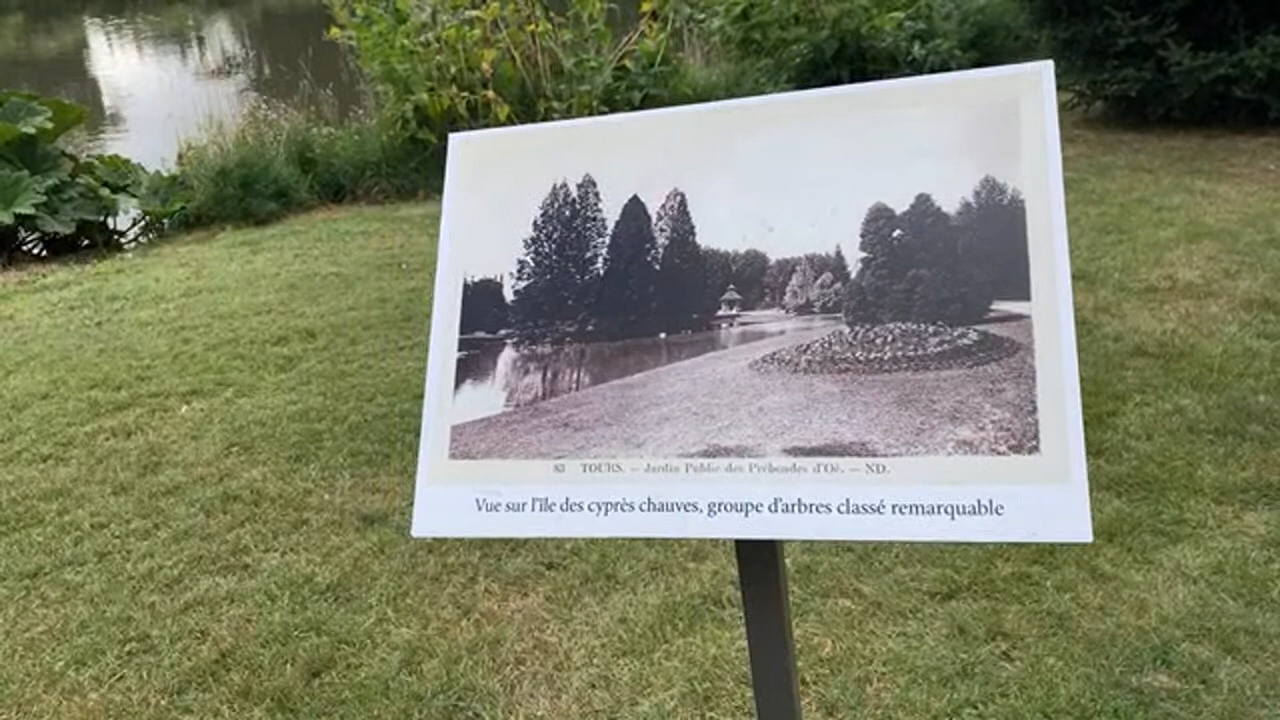 83 TOURS. — Jardin Public des Prébendes d'Oé. — ND.
Vue sur l'île des cyprès chauves, groupe d'arbres classé remarquable